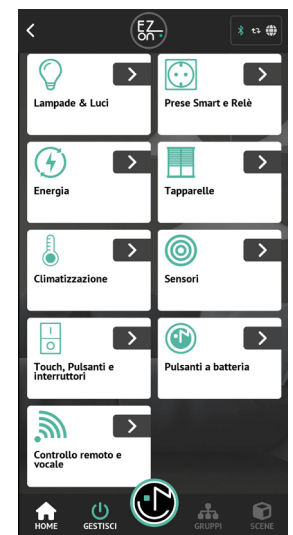 EZ
on
Lampade & Luci
Prese Smart e Relè
Energia
Tapparelle
Climatizzazione
Sensori
Touch, Pulsanti e
interruttori
Pulsanti a batteria
Controllo remoto e
vocale
HOME
GESTISCI
GRUPPI
SCENE